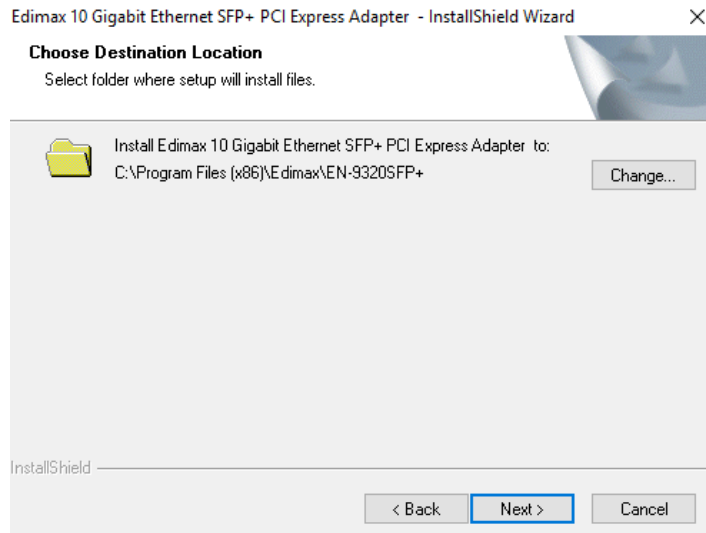 Edimax 10 Gigabit Ethernet SFP+ PCI Express Adapter - InstallShield Wizard
Choose Destination Location
Select folder where setup will install files.
Install Edimax 10 Gigabit Ethernet SFP+ PCI Express Adapter to:
C:\Program Files (x86)\Edimax\EN-9320SFP+
Change...
InstallShield
< Back
Next >
Cancel